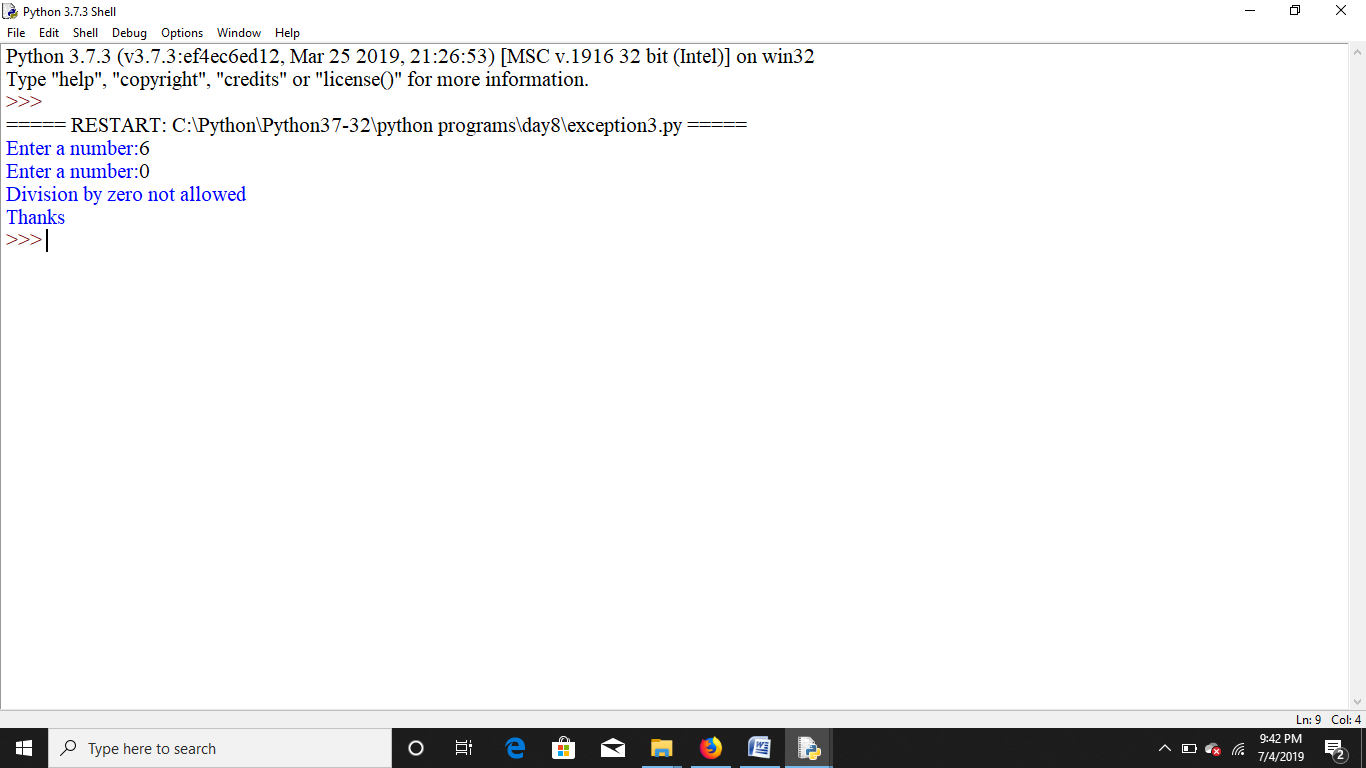 Python 3.7.3 Shell
File Edit Shell Debug Options Window Help
Python 3.7.3 (v3.7.3:ef4ec6ed12, Mar 25 2019, 21:26:53) [MSC v.1916 32 bit (Intel)] on win32
Type "help", "copyright", "credits" or "license()" for more information.
>>>
===== RESTART: C:\Python\Python37-32\python programs\day8\exception3.py =====
Enter a number:6
Enter a number:0
Division by zero not allowed
Thanks
>>>
Ln: 9 Col: 4
Type here to search
9:42 PM
7/4/2019
2